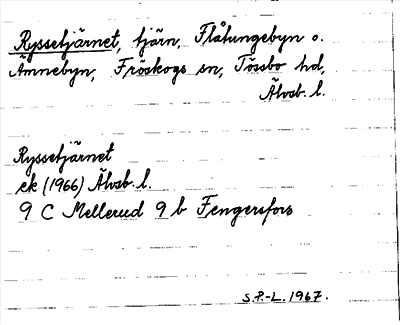 Ryssetjärnet, tjärn, Flåtungebyn o.
Ämnebyn, Fröskogs sn, Tössbo hd,
Älvsb. l.
Ryssetjärnet
ek (1966) Älvsb. l.
9 C Mellerud 9 b Fengersfors
S.P.-L. 1967.